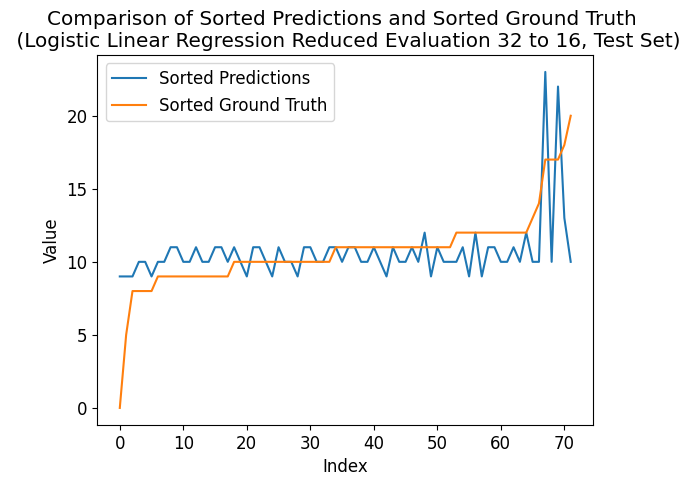 Comparison of Sorted Predictions and Sorted Ground Truth
(Logistic Linear Regression Reduced Evaluation 32 to 16, Test Set)
Sorted Predictions
Sorted Ground Truth
20
15
10
5
0
Value
0 10 20 30 40 50 60 70
Index